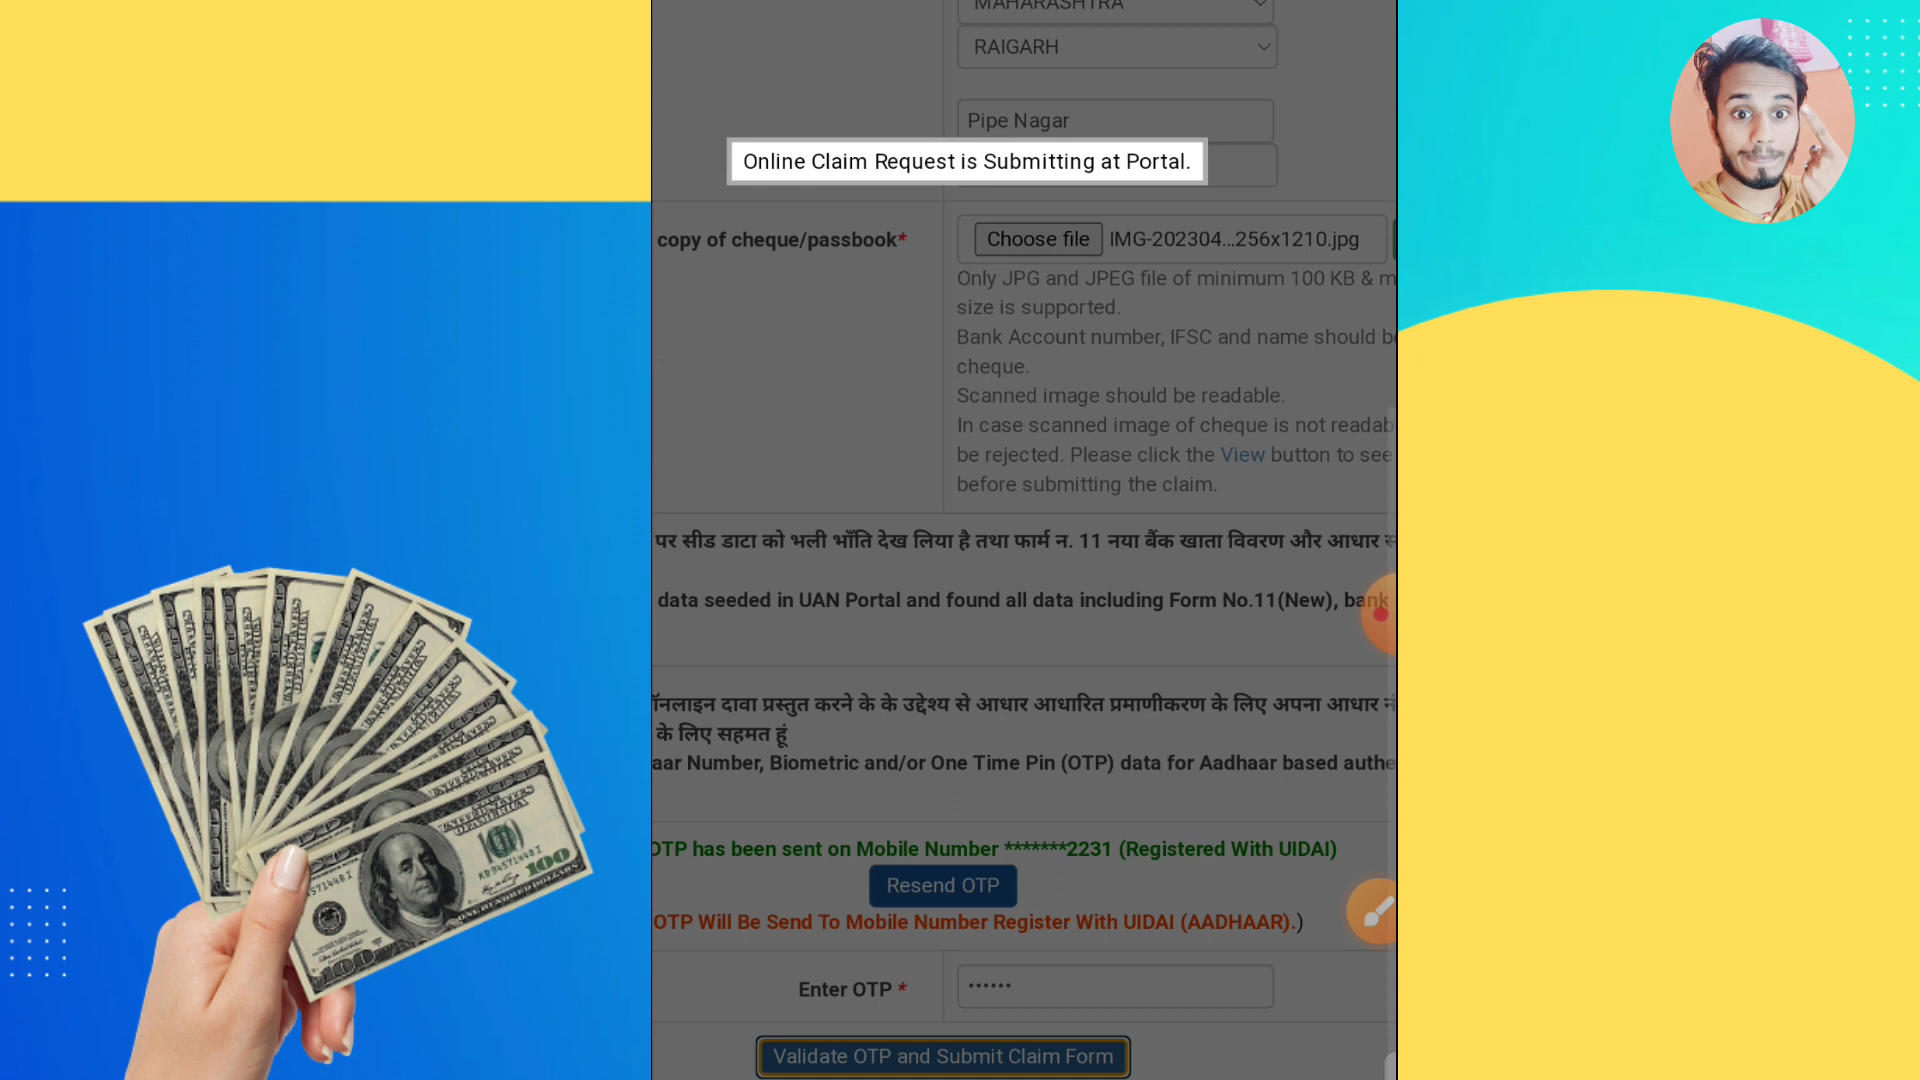 MAHARASHTRA
RAIGARH
Pipe Nagar
Online Claim Request is Submitting at Portal.
copy of cheque/passbook*
Choose file IMG-202304...256x1210.jpg
Only JPG and JPEG file of minimum 100 KB & m
size is supported.
Bank Account number, IFSC and name should be
cheque.
Scanned image should be readable.
In case scanned image of cheque is not readab
be rejected. Please click the View button to see
before submitting the claim.
पर सीड डाटा को भली भाँति देख लिया है तथा फार्म न. 11 नया बैंक खाता विवरण और आधार
data seeded in UAN Portal and found all data including Form No.11(New), bank
ऑनलाइन दावा प्रस्तुत करने के के उद्देश्य से आधार आधारित प्रमाणीकरण के लिए अपना आधार नं
के लिए सहमत हूं
aar Number, Biometric and/or One Time Pin (OTP) data for Aadhaar based authe
OTP has been sent on Mobile Number *******2231 (Registered With UIDAI)
Resend OTP
OTP Will Be Send To Mobile Number Register With UIDAI (AADHAAR).)
Enter OTP *
Validate OTP and Submit Claim Form
100
100
100